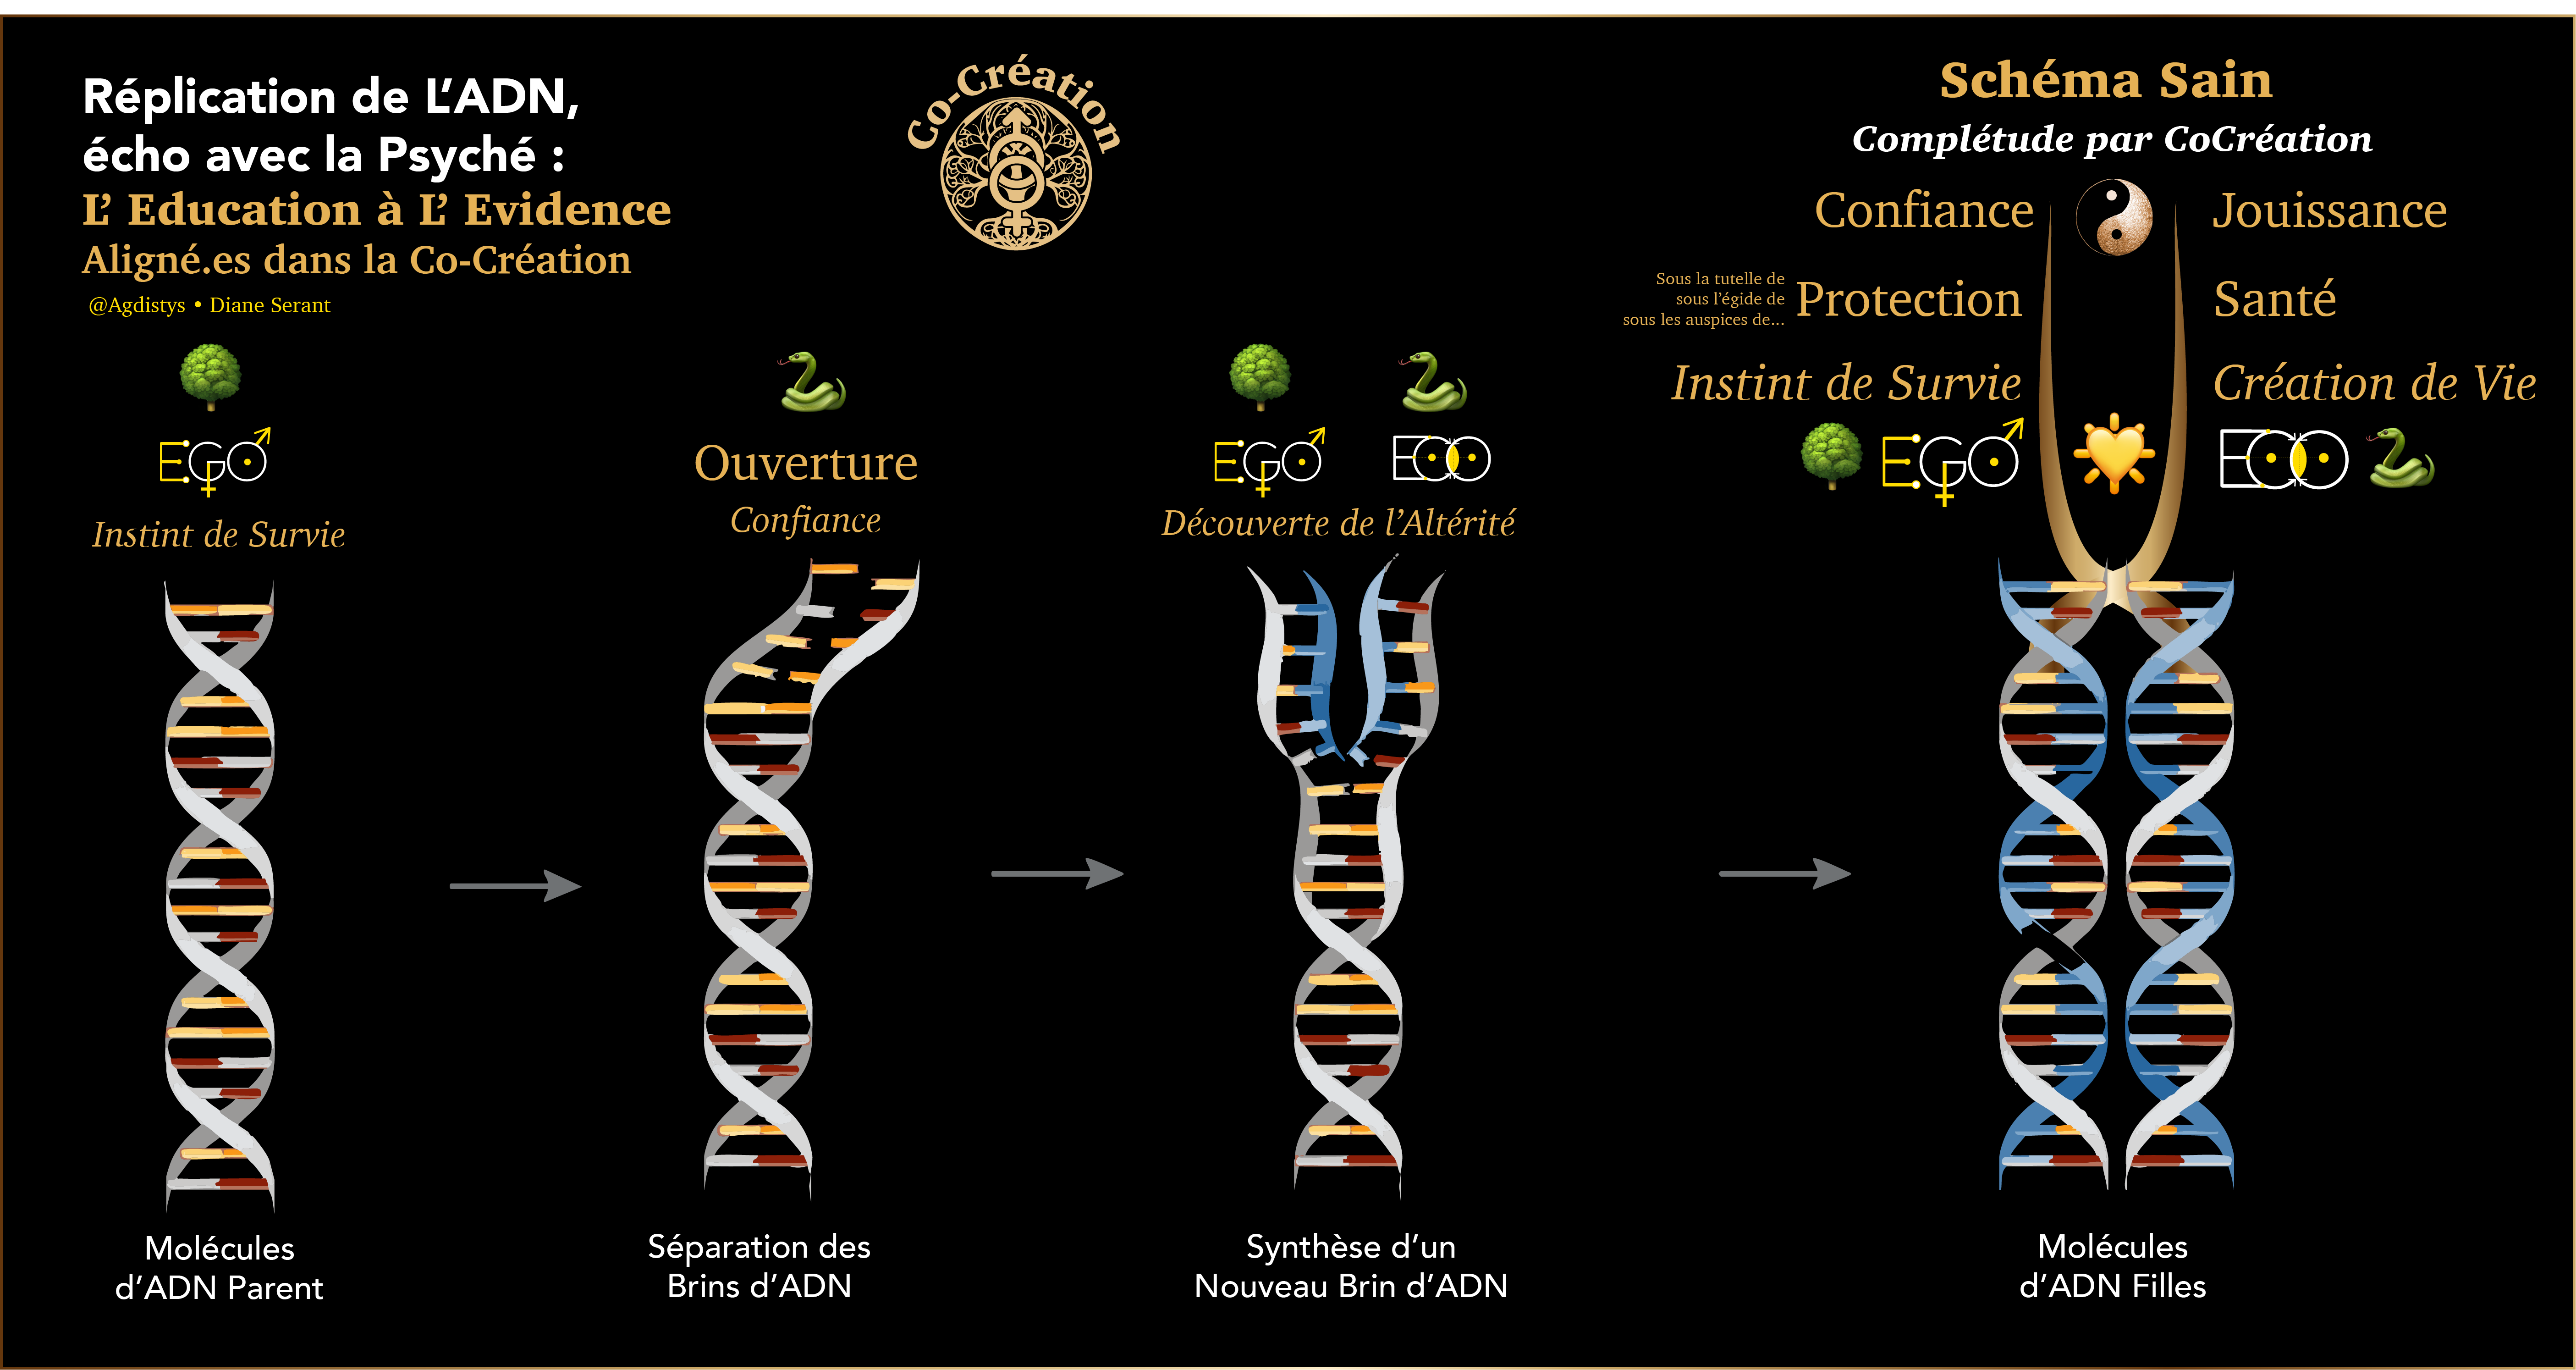 Réplication de L'ADN,
écho avec la Psyché :
L' Education à L' Evidence
Aligné.es dans la Co-Création
@Agdistys • Diane Serant
Co-Création
Schéma Sain
Complétude par CoCréation
Confiance
Jouissance
Sous la tutelle de
sous l'égide de
sous les auspices de...
Protection
Santé
Instint de Survie
Création de Vie
EGO
ECO
EGO
Instint de Survie
Ouverture
Confiance
EGO
ECO
Découverte de l'Altérité
Molécules
d'ADN Parent
Séparation des
Brins d'ADN
Synthèse d'un
Nouveau Brin d'ADN
Molécules
d'ADN Filles